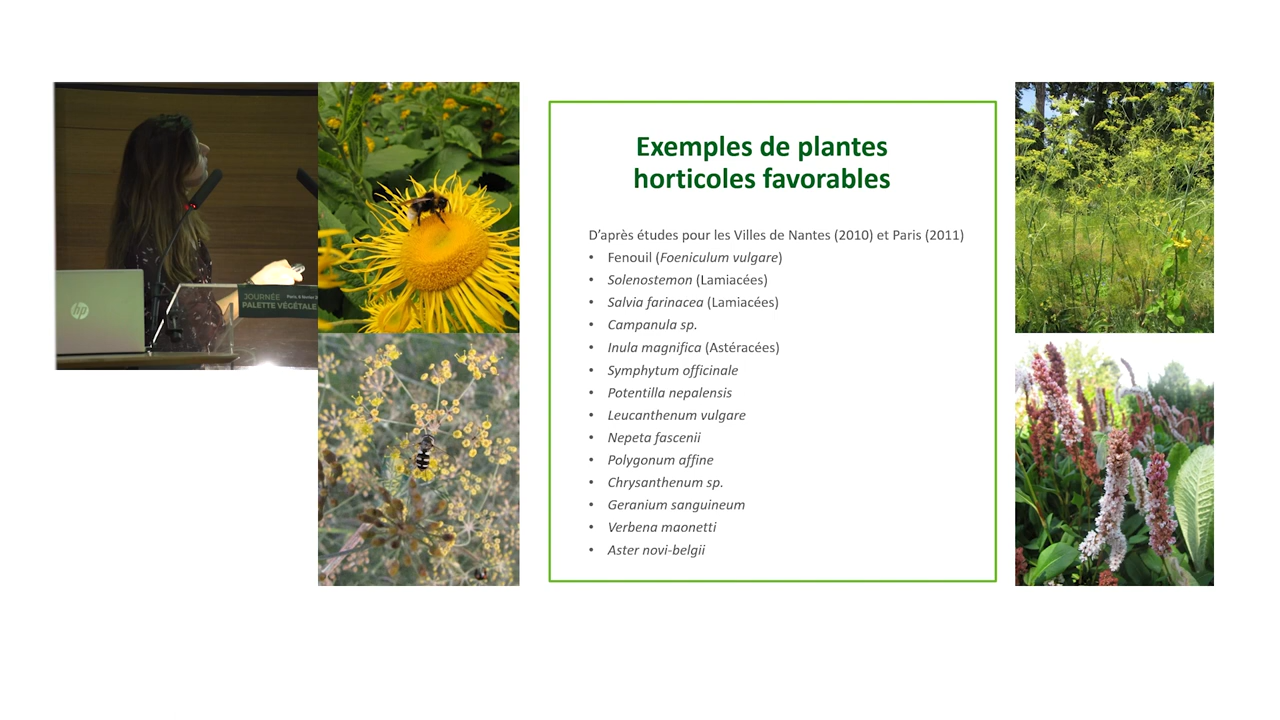 hp
JOURNÉE
PALETTE VÉGÉTALE
Exemples de plantes
horticoles favorables
D’après études pour les Villes de Nantes (2010) et Paris (2011)
• Fenouil (Foeniculum vulgare)
• Solenostemon (Lamiacées)
• Salvia farinacea (Lamiacées)
• Campanula sp.
• Inula magnifica (Astéracées)
• Symphytum officinale
• Potentilla nepalensis
• Leucanthenum vulgare
• Nepeta fascenii
• Polygonum affine
• Chrysanthenum sp.
• Geranium sanguineum
• Verbena maonetti
• Aster novi-belgii